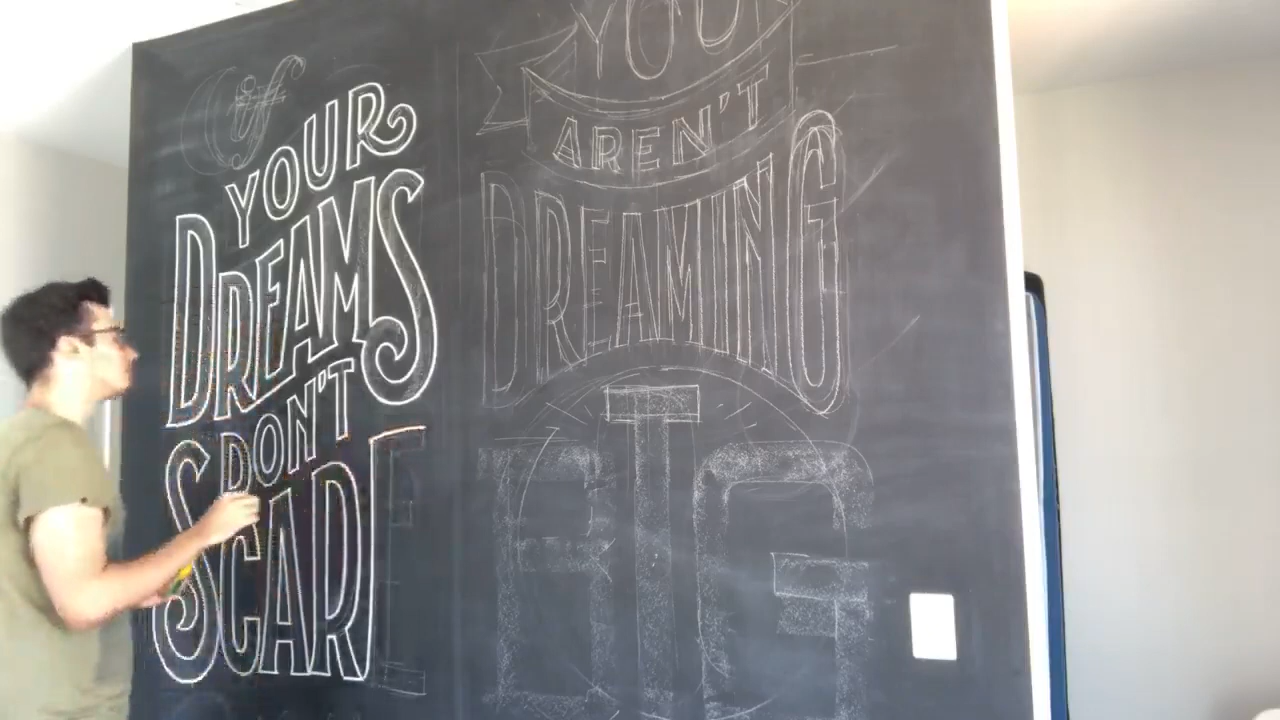 if
YOUR
DREAMS
DON'T
SCARE
YOU
AREN'T
DREAMING
BIG